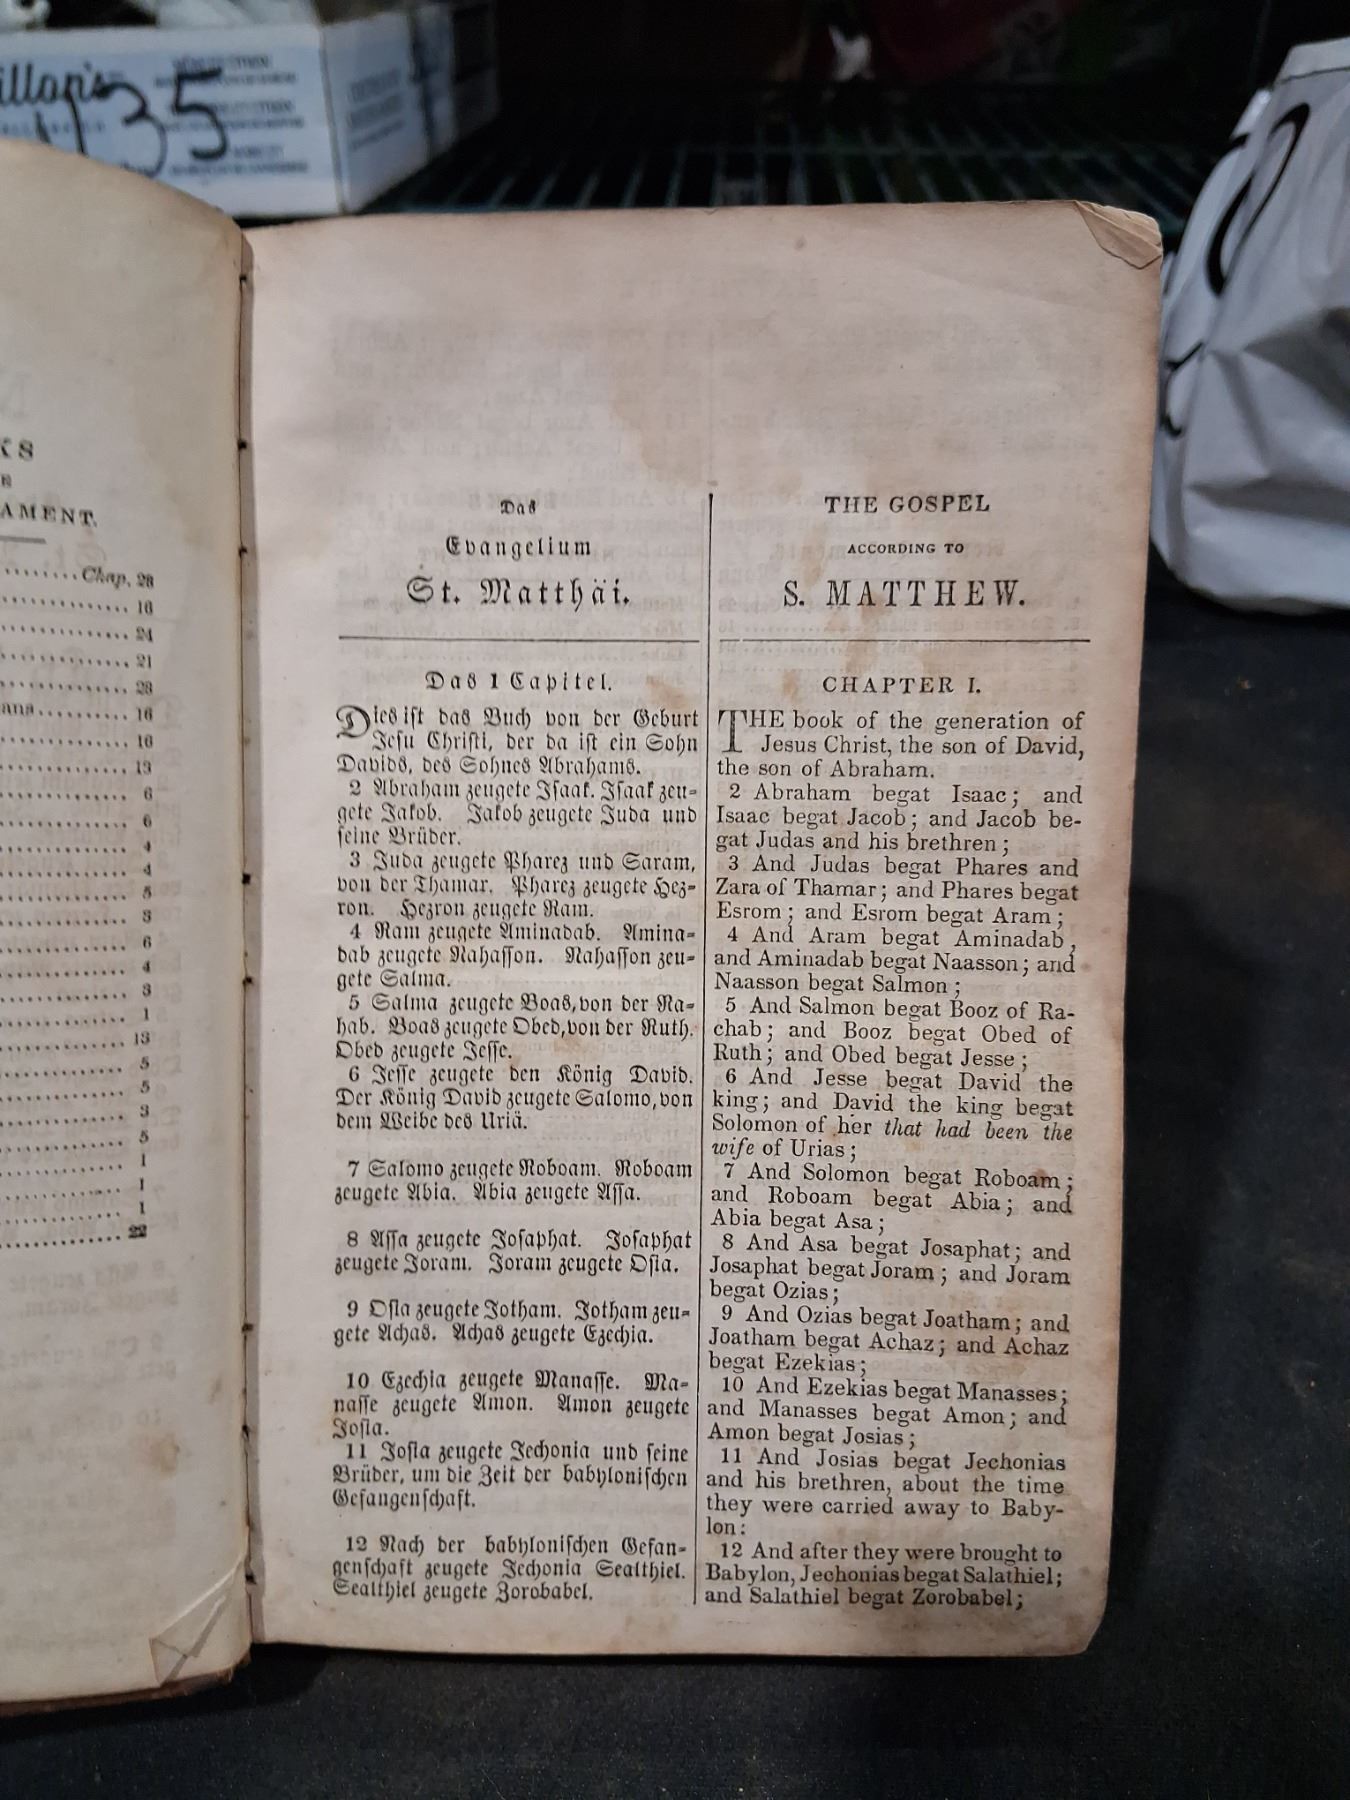 illon's
135
KS
AMENT.
Chap. 28
16
24
21
28
ans 16
16
13
6
6
4
4
5
3
6
4
3
1
13
5
5
3
5
1
1
1
22
Das
Evangelium
St. Matthäi.
Das 1 Capitel.
Dies ist das Buch von der Geburt
Jesu Christi, der da ist ein Sohn
Davids, des Sohnes Abrahams.
2 Abraham zeugete Isaak. Isaak zeu-
gete Jakob. Jakob zeugete Juda und
seine Brüder.
3 Juda zeugete Pharez und Saram,
von der Thamar. Pharez zeugete Hez-
ron. Hezron zeugete Ram.
4 Ram zeugete Aminadab. Amina-
dab zeugete Nahasson. Nahasson zeu-
gete Salma.
5 Salma zeugete Boas, von der Ra-
hab. Boas zeugete Obed, von der Ruth.
Obed zeugete Jesse.
6 Jesse zeugete den König David.
Der König David zeugete Salomo, von
dem Weibe des Uriä.
7 Salomo zeugete Roboam. Roboam
zeugete Abia. Abia zeugete Assa.
8 Assa zeugete Josaphat. Josaphat
zeugete Joram. Joram zeugete Osia.
9 Osia zeugete Jotham. Jotham zeu-
gete Achas. Achas zeugete Ezechia.
10 Ezechia zeugete Manasse. Ma-
nasse zeugete Amon. Amon zeugete
Josia.
11 Josia zeugete Jechonia und seine
Brüder, um die Zeit der babylonischen
Gefangenschaft.
12 Nach der babylonischen Gefan-
genschaft zeugete Jechonia Sealthiel.
Sealthiel zeugete Zorobabel.
THE GOSPEL
ACCORDING TO
S. MATTHEW.
CHAPTER I.
THE book of the generation of
Jesus Christ, the son of David,
the son of Abraham.
2 Abraham begat Isaac; and
Isaac begat Jacob; and Jacob be-
gat Judas and his brethren;
3 And Judas begat Phares and
Zara of Thamar; and Phares begat
Esrom; and Esrom begat Aram;
4 And Aram begat Aminadab,
and Aminadab begat Naasson; and
Naasson begat Salmon;
5 And Salmon begat Booz of Ra-
chab; and Booz begat Obed of
Ruth; and Obed begat Jesse;
6 And Jesse begat David the
king; and David the king begat
Solomon of her that had been the
wife of Urias;
7 And Solomon begat Roboam;
and Roboam begat Abia; and
Abia begat Asa;
8 And Asa begat Josaphat; and
Josaphat begat Joram; and Joram
begat Ozias;
9 And Ozias begat Joatham; and
Joatham begat Achaz; and Achaz
begat Ezekias;
10 And Ezekias begat Manasses;
and Manasses begat Amon; and
Amon begat Josias;
11 And Josias begat Jechonias
and his brethren, about the time
they were carried away to Baby-
lon:
12 And after they were brought to
Babylon, Jechonias begat Salathiel;
and Salathiel begat Zorobabel;